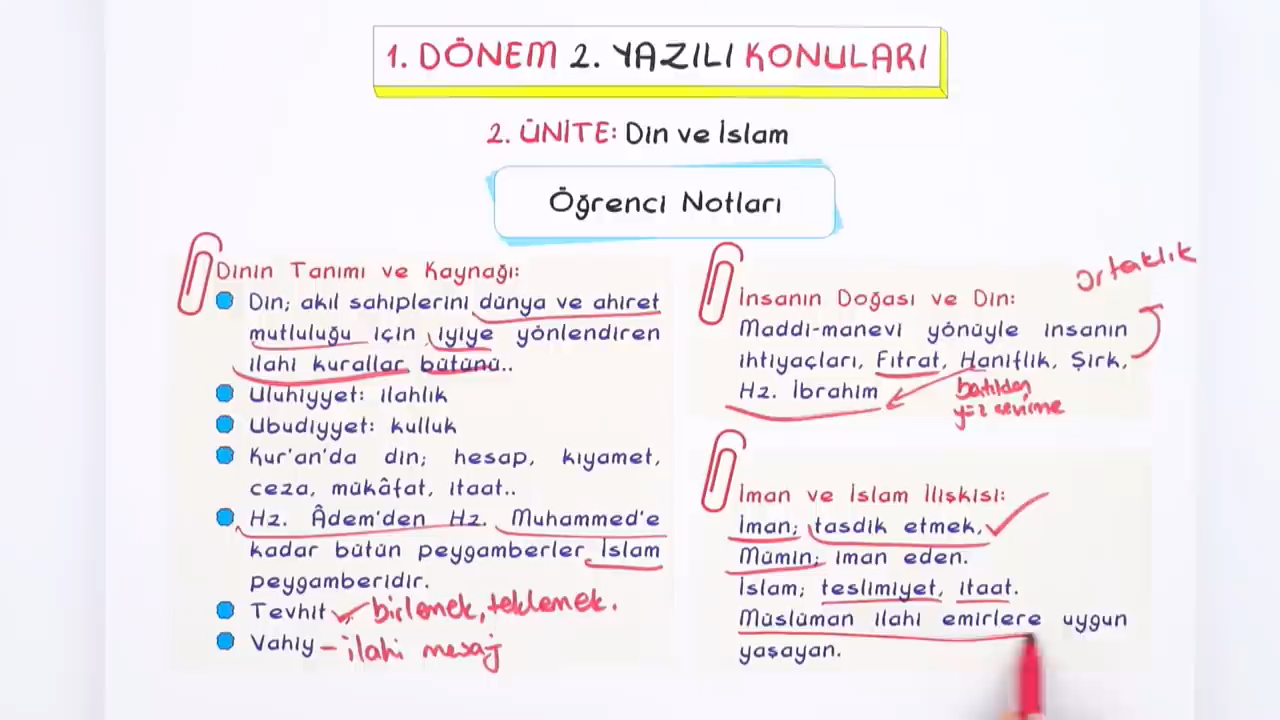 1. DÖNEM 2. YAZILI KONULARI
2. ÜNİTE: Din ve İslam
Öğrenci Notları
Dinin Tanımı ve Kaynağı:
Din; akıl sahiplerini dünya ve ahiret
mutluluğu için iyiye yönlendiren
ilahi kurallar bütünü..
Uluhiyyet: ilahlık
Ubudiyyet: kulluk
Kur'an'da din; hesap, kıyamet,
ceza, mükâfat, itaat..
Hz. Âdem'den Hz. Muhammed'e
kadar bütün peygamberler İslam
peygamberidir.
Tevhit birlemek, teklemek.
Vahiy - ilahi mesaj
ortaklık
İnsanın Doğası ve Din:
Maddi-manevi yönüyle insanın
ihtiyaçları, Fıtrat, Haniflik, Şirk,
Hz. İbrahim
batıldan
yüz çevirme
İman ve İslam İlişkisi:
İman; tasdik etmek,
Mümin; iman eden.
İslam; teslimiyet, itaat.
Müslüman ilahi emirlere uygun
yaşayan.